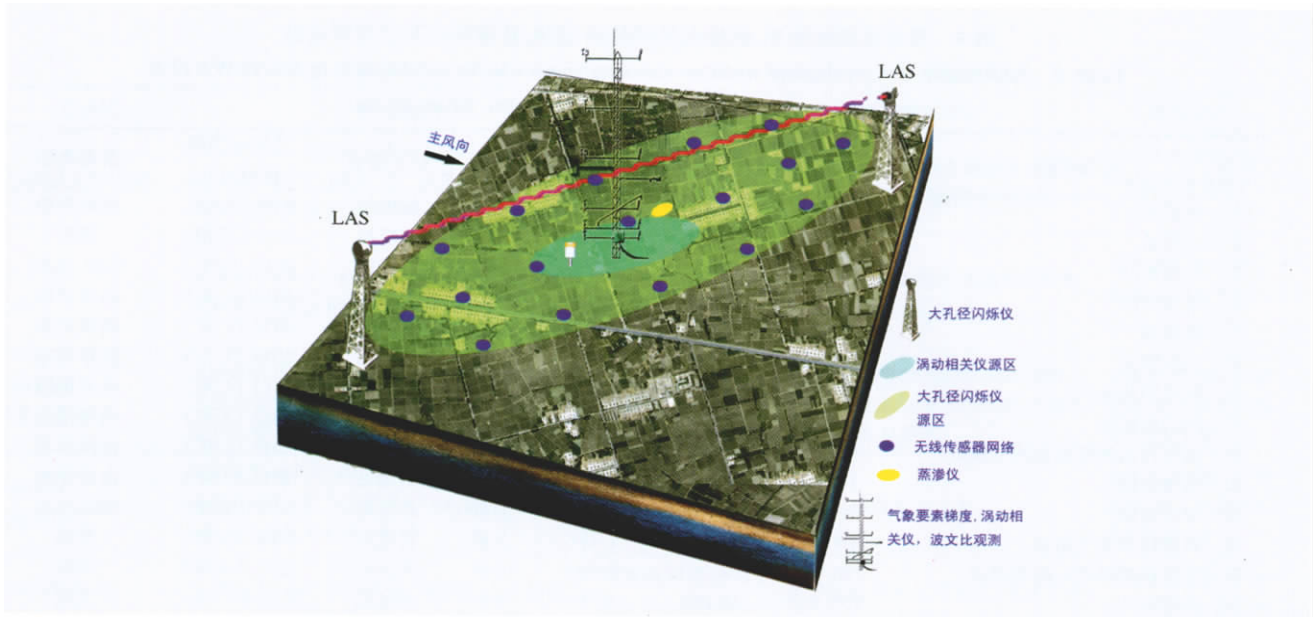 LAS
主风向
LAS
大孔径闪烁仪
涡动相关仪源区
大孔径闪烁仪
源区
无线传感器网络
蒸渗仪
气象要素梯度,涡动相
关仪，波文比观测